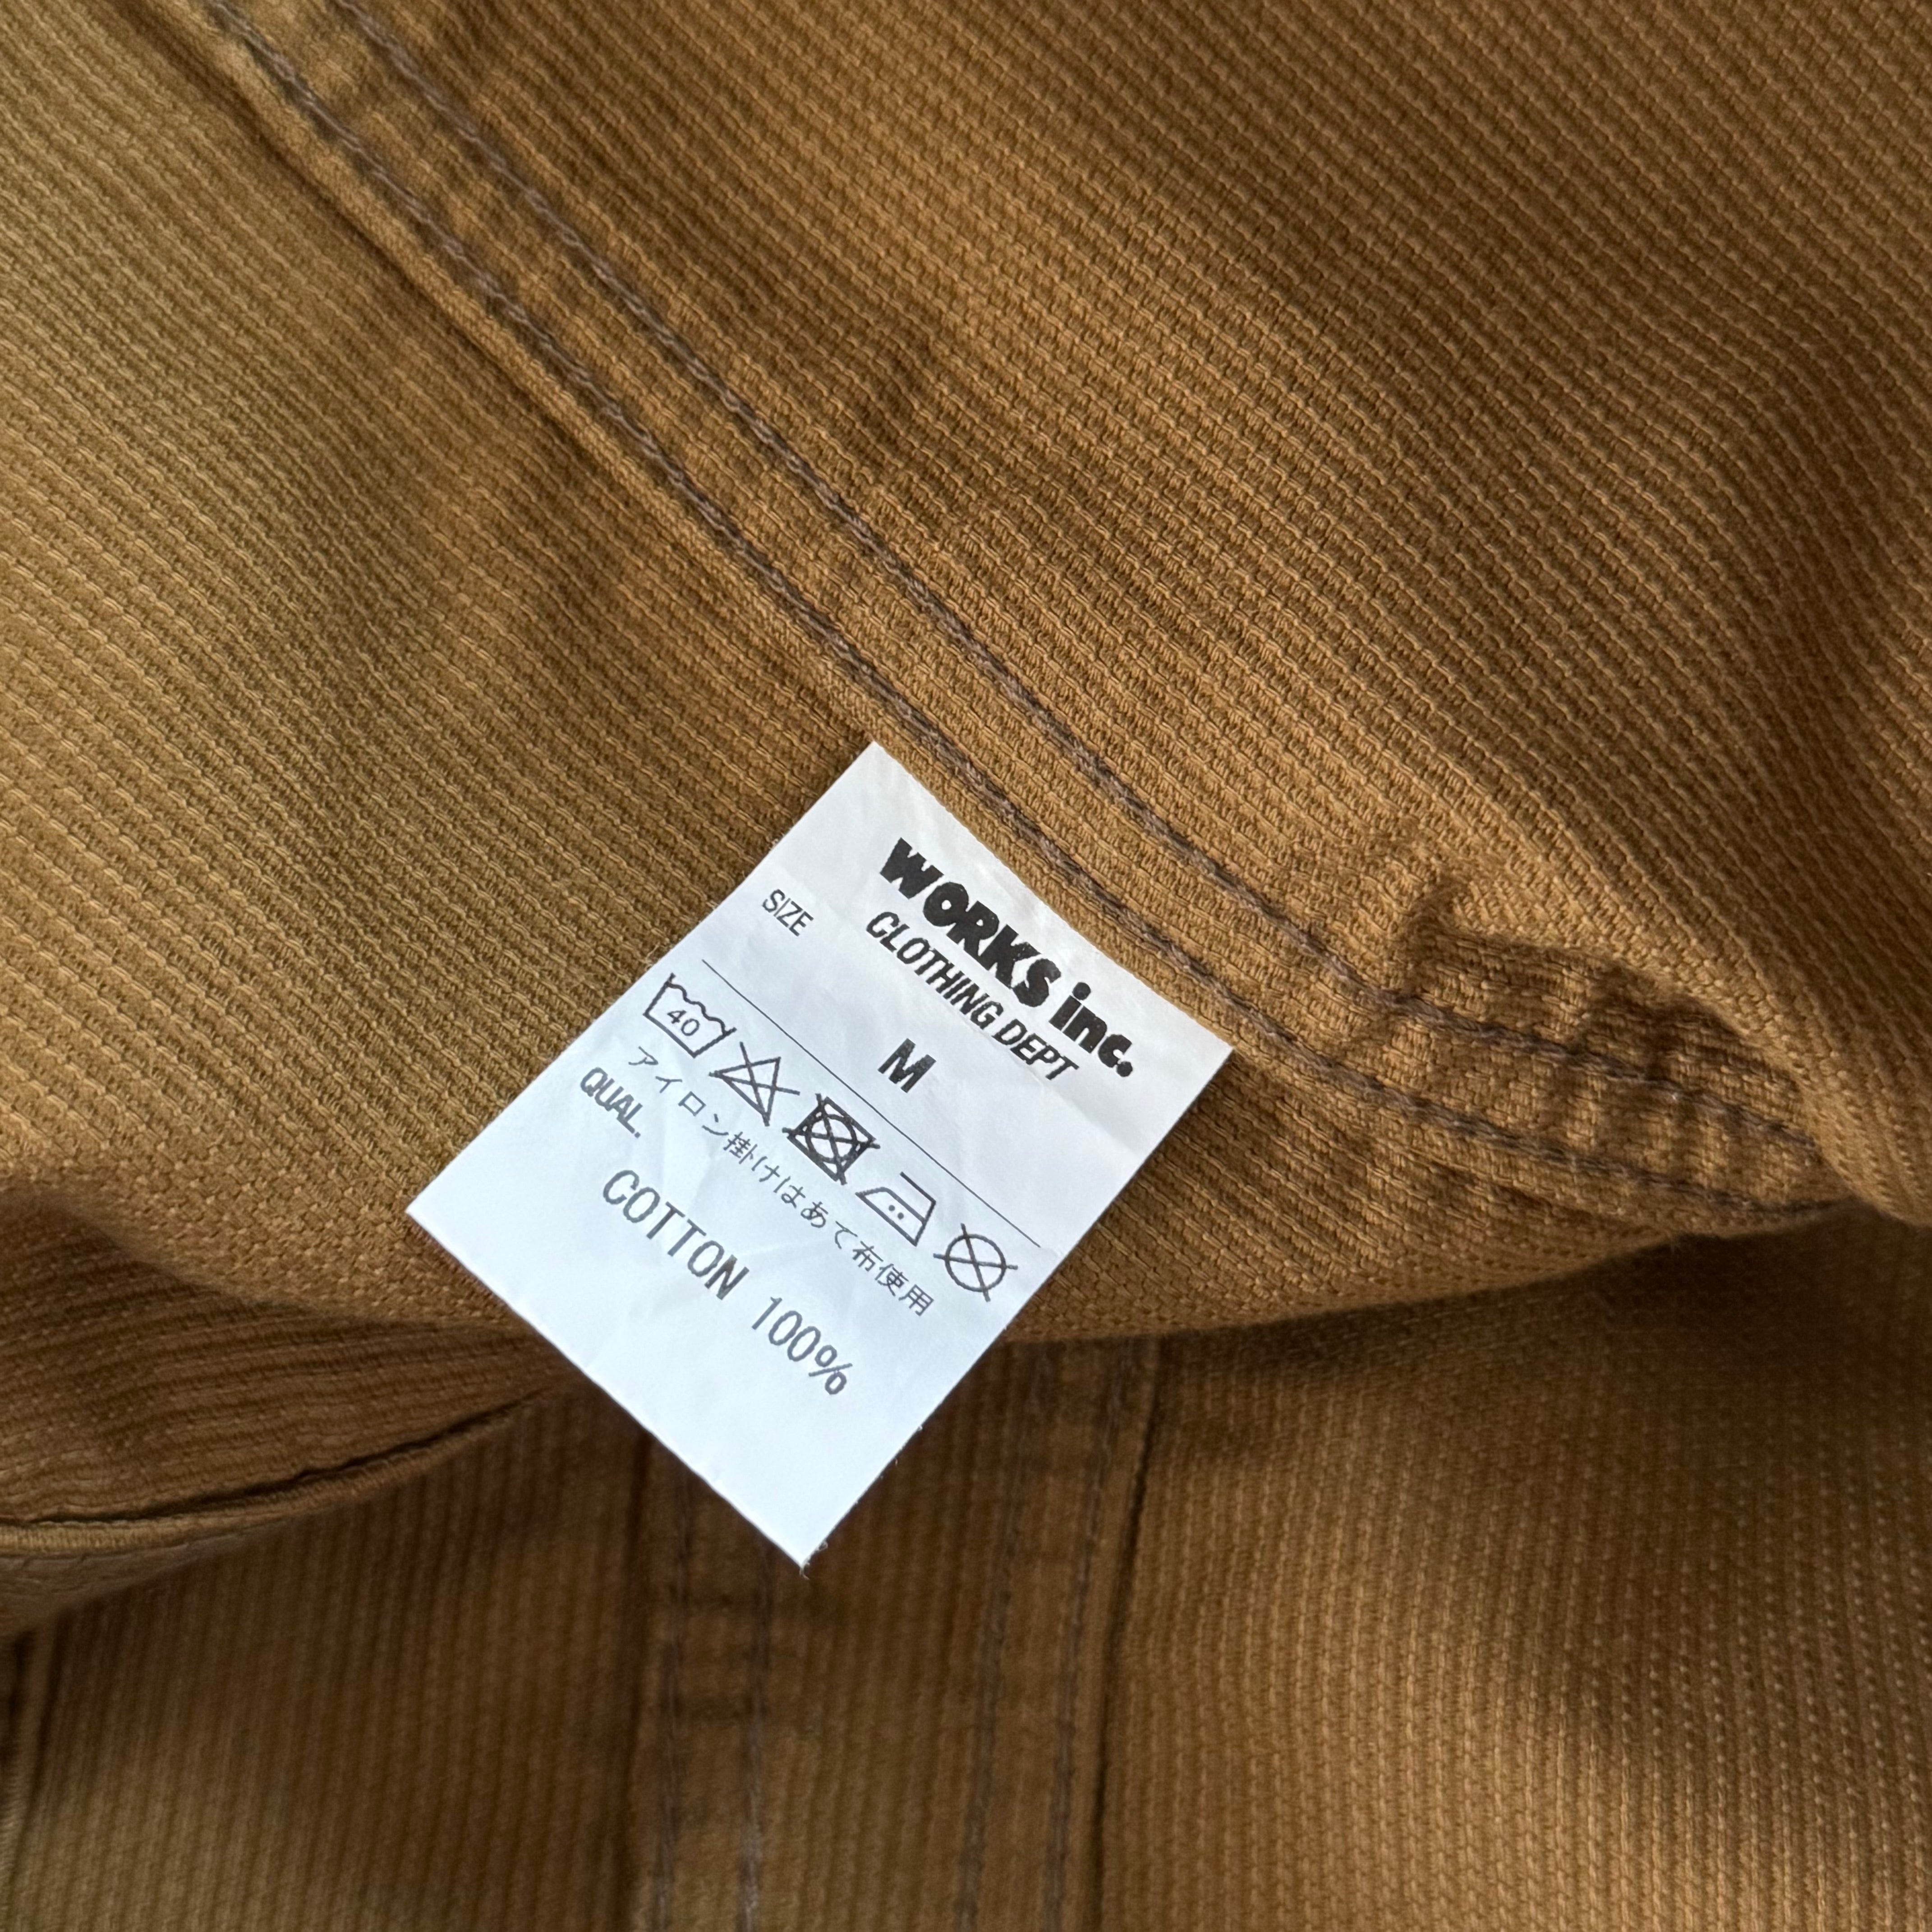 WORKS inc.
CLOTHING DEPT
SIZE
M
40
アイロン掛けはあて布使用
QUAL.
COTTON 100%